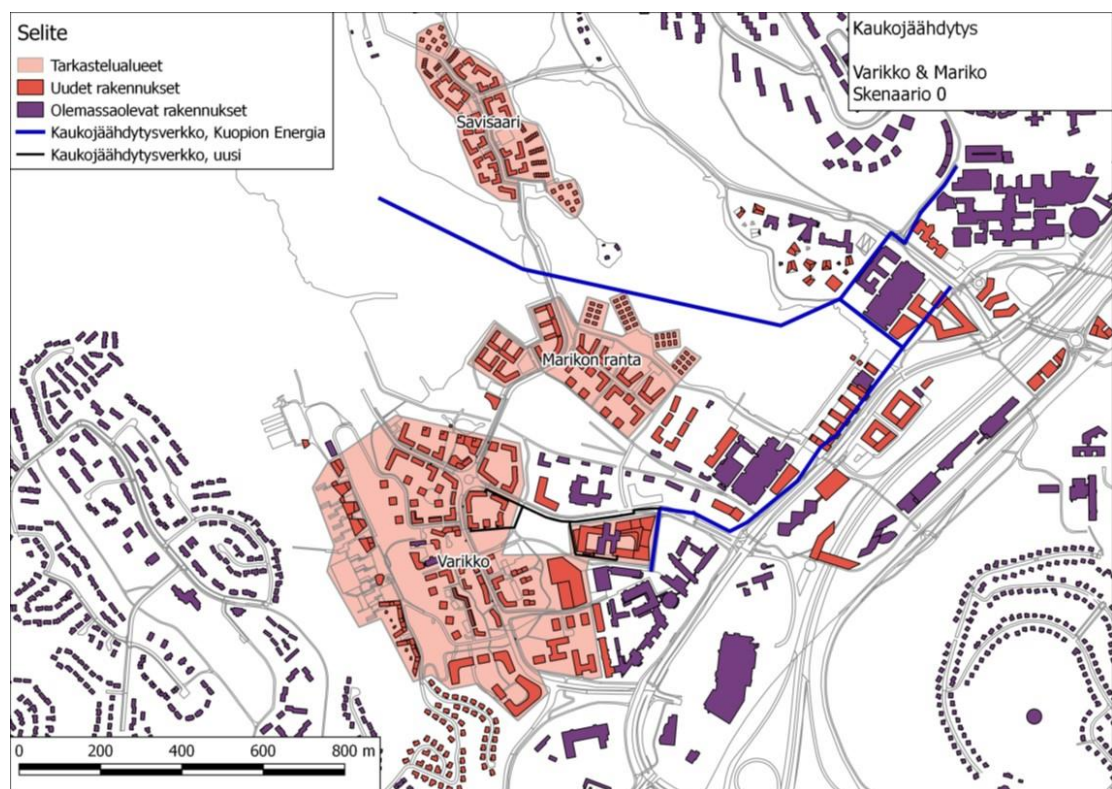 Selite
Tarkastelualueet
Uudet rakennukset
Olemassaolevat rakennukset
Kaukojäähdytysverkko, Kuopion Energia
Kaukojäähdytysverkko, uusi
Kaukojäähdytys
Varikko & Mariko
Skenaario 0
Savisaari
Marikon ranta
Varikko
0 200 400 600 800 m